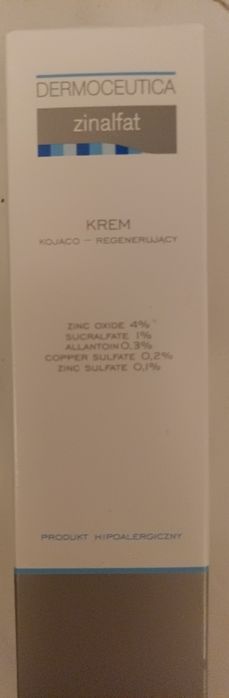 DERMOCEUTICA
zinalfat
KREM
KOJĄCO – REGENERUJĄCY
ZINC OXIDE 4%
SUCRALFATE 1%
ALLANTOIN 0,3%
COPPER SULFATE 0,2%
ZINC SULFATE 0,1%
PRODUKT HIPOALERGICZNY